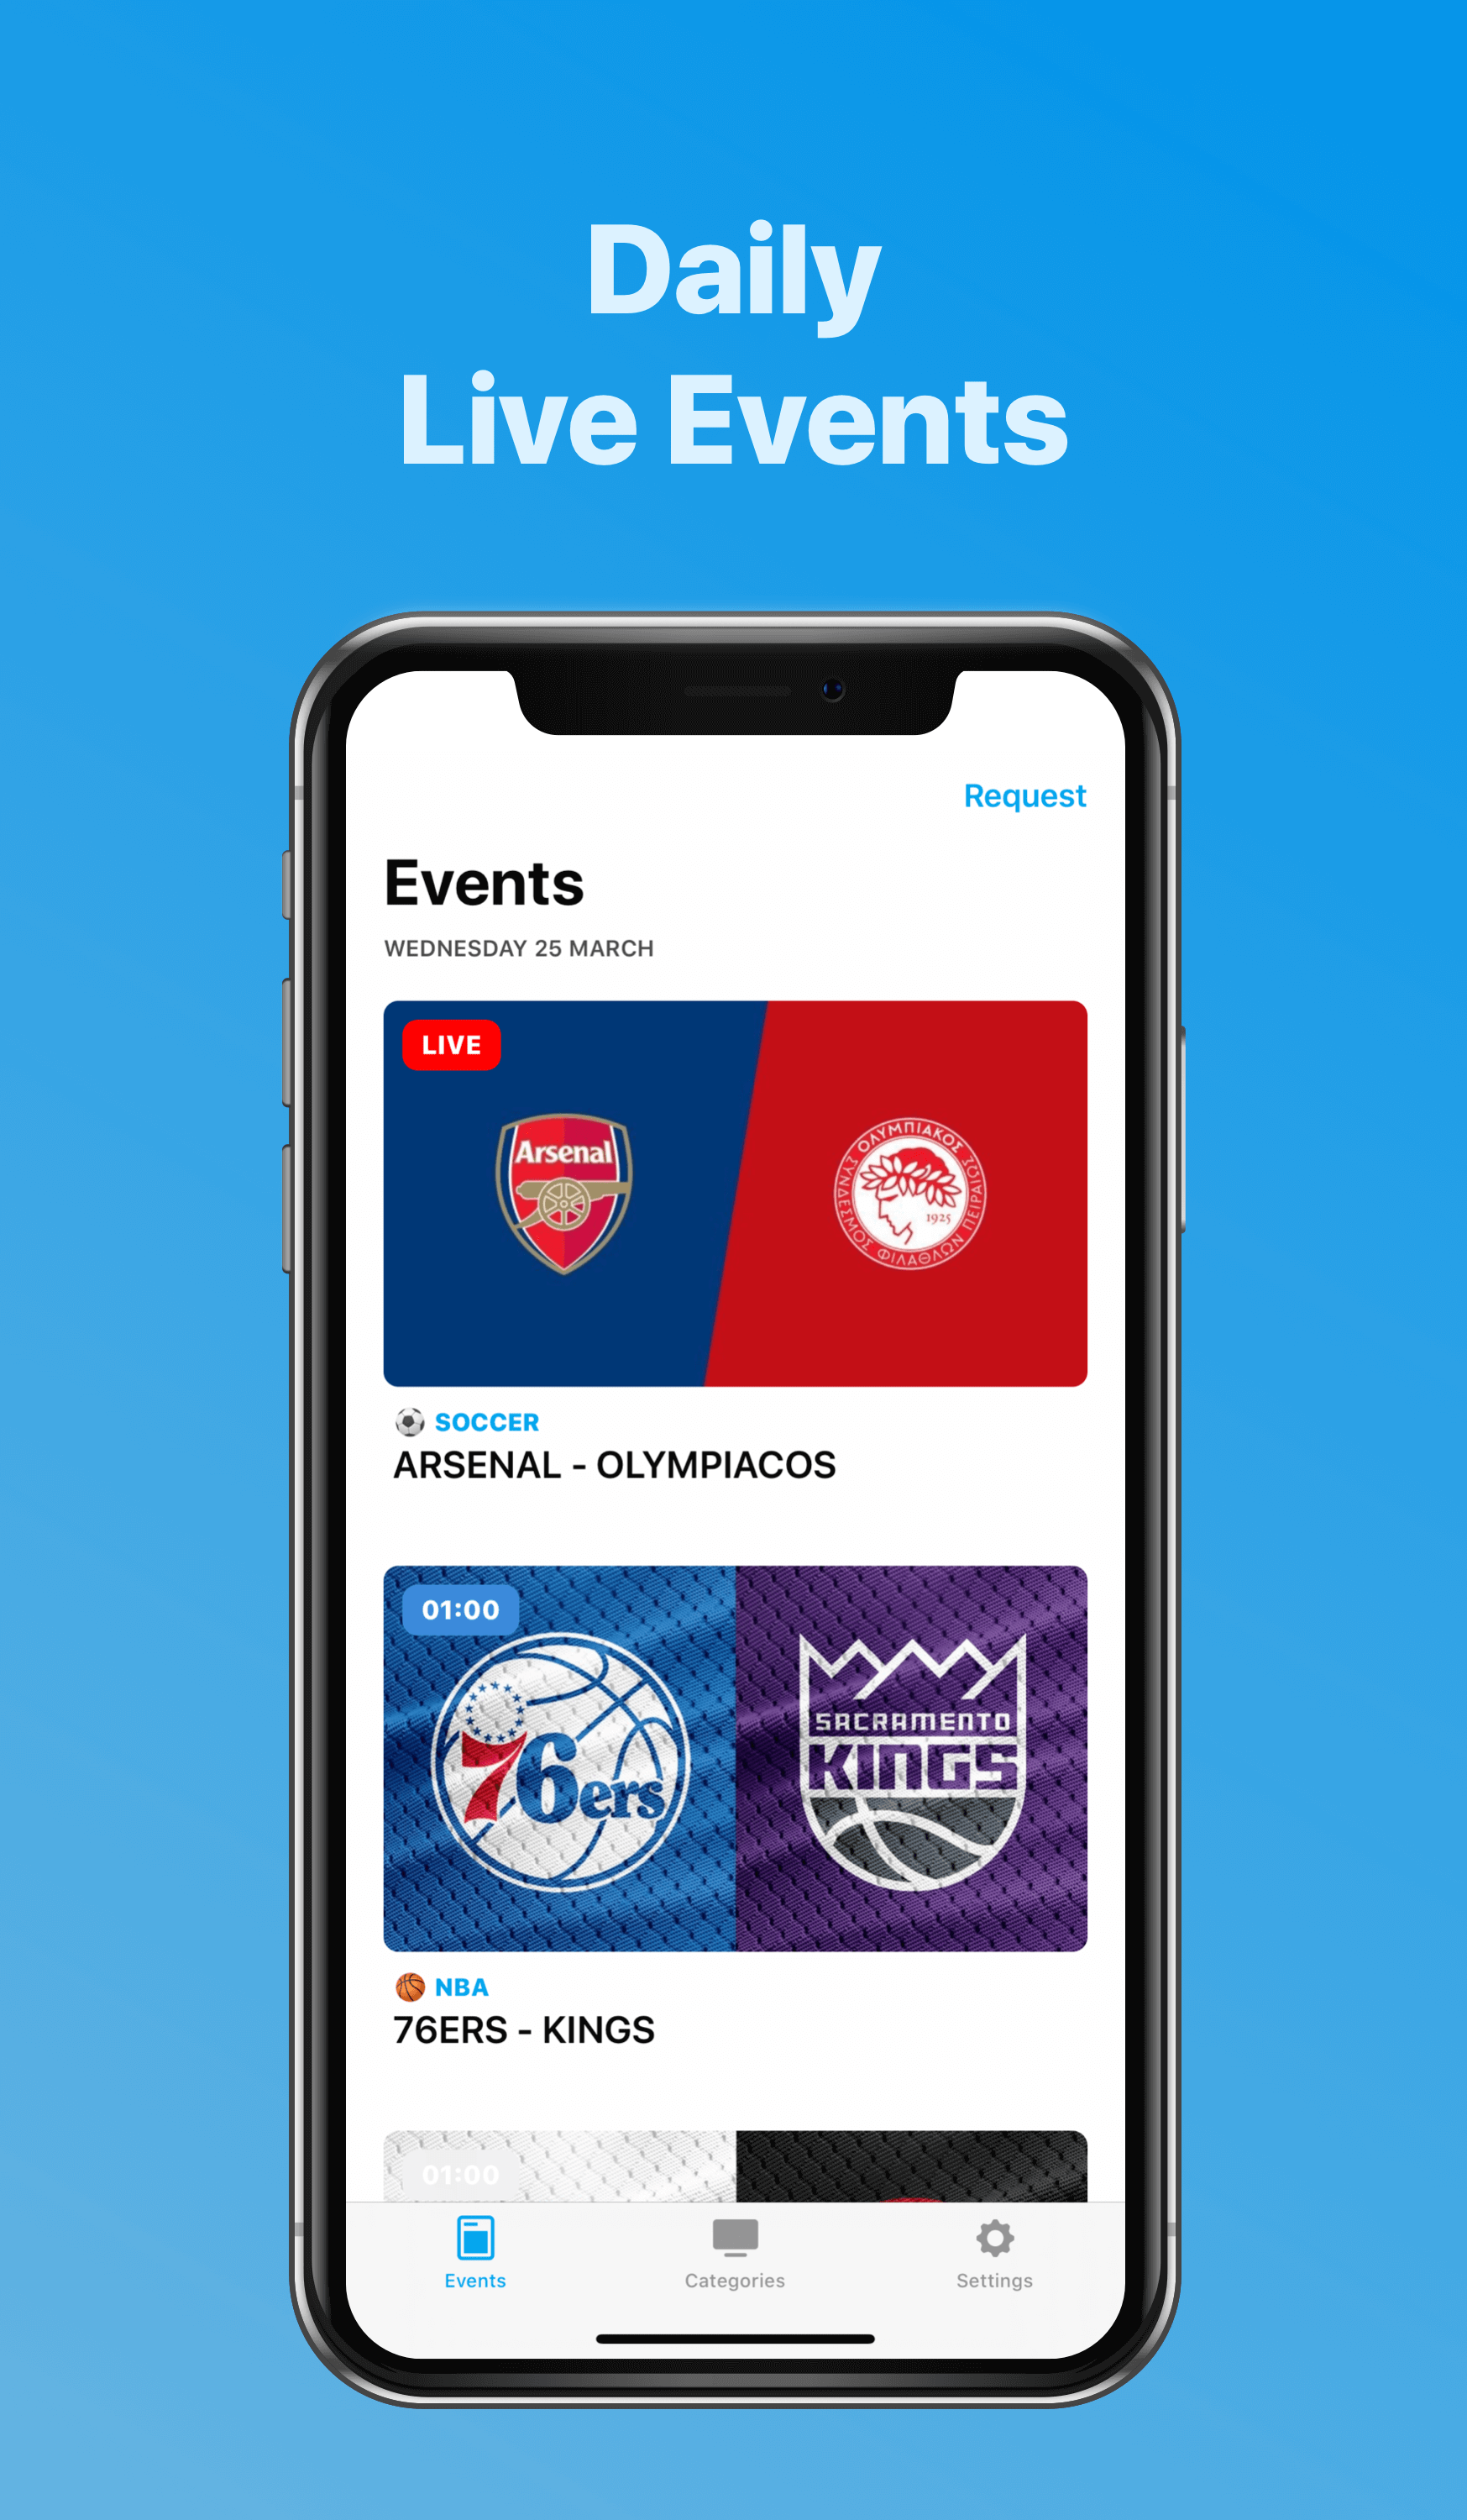 Daily
Live Events
Request
Events
WEDNESDAY 25 MARCH
LIVE
Arsenal
ΟΛΥΜΠΙΑΚΟΣ ΣΥΝΔΕΣΜΟΣ ΦΙΛΑΘΛΩΝ ΠΕΙΡΑΙΩΣ
1925
SOCCER
ARSENAL - OLYMPIACOS
01:00
76ers
SACRAMENTO
KINGS
NBA
76ERS - KINGS
01:00
Events
Categories
Settings